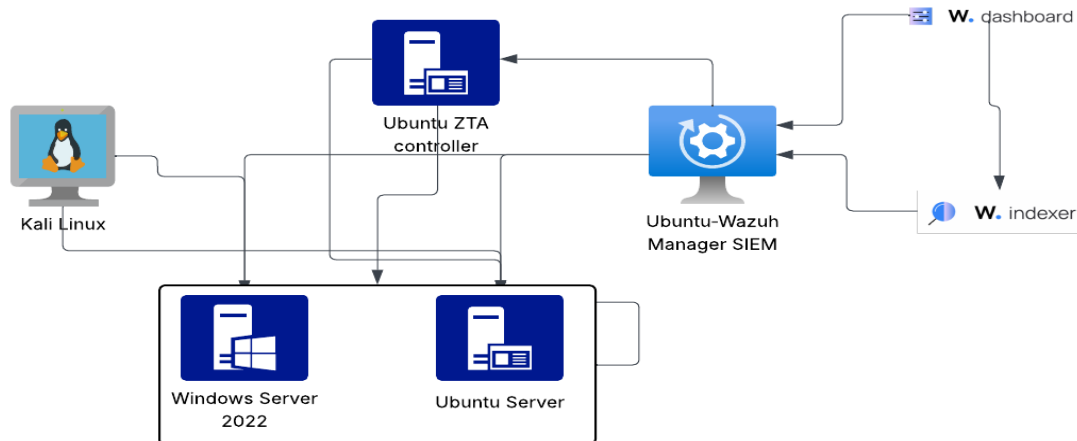 W. dashboard
Ubuntu ZTA
controller
Kali Linux
Ubuntu-Wazuh
Manager SIEM
W. indexer
Windows Server
2022
Ubuntu Server